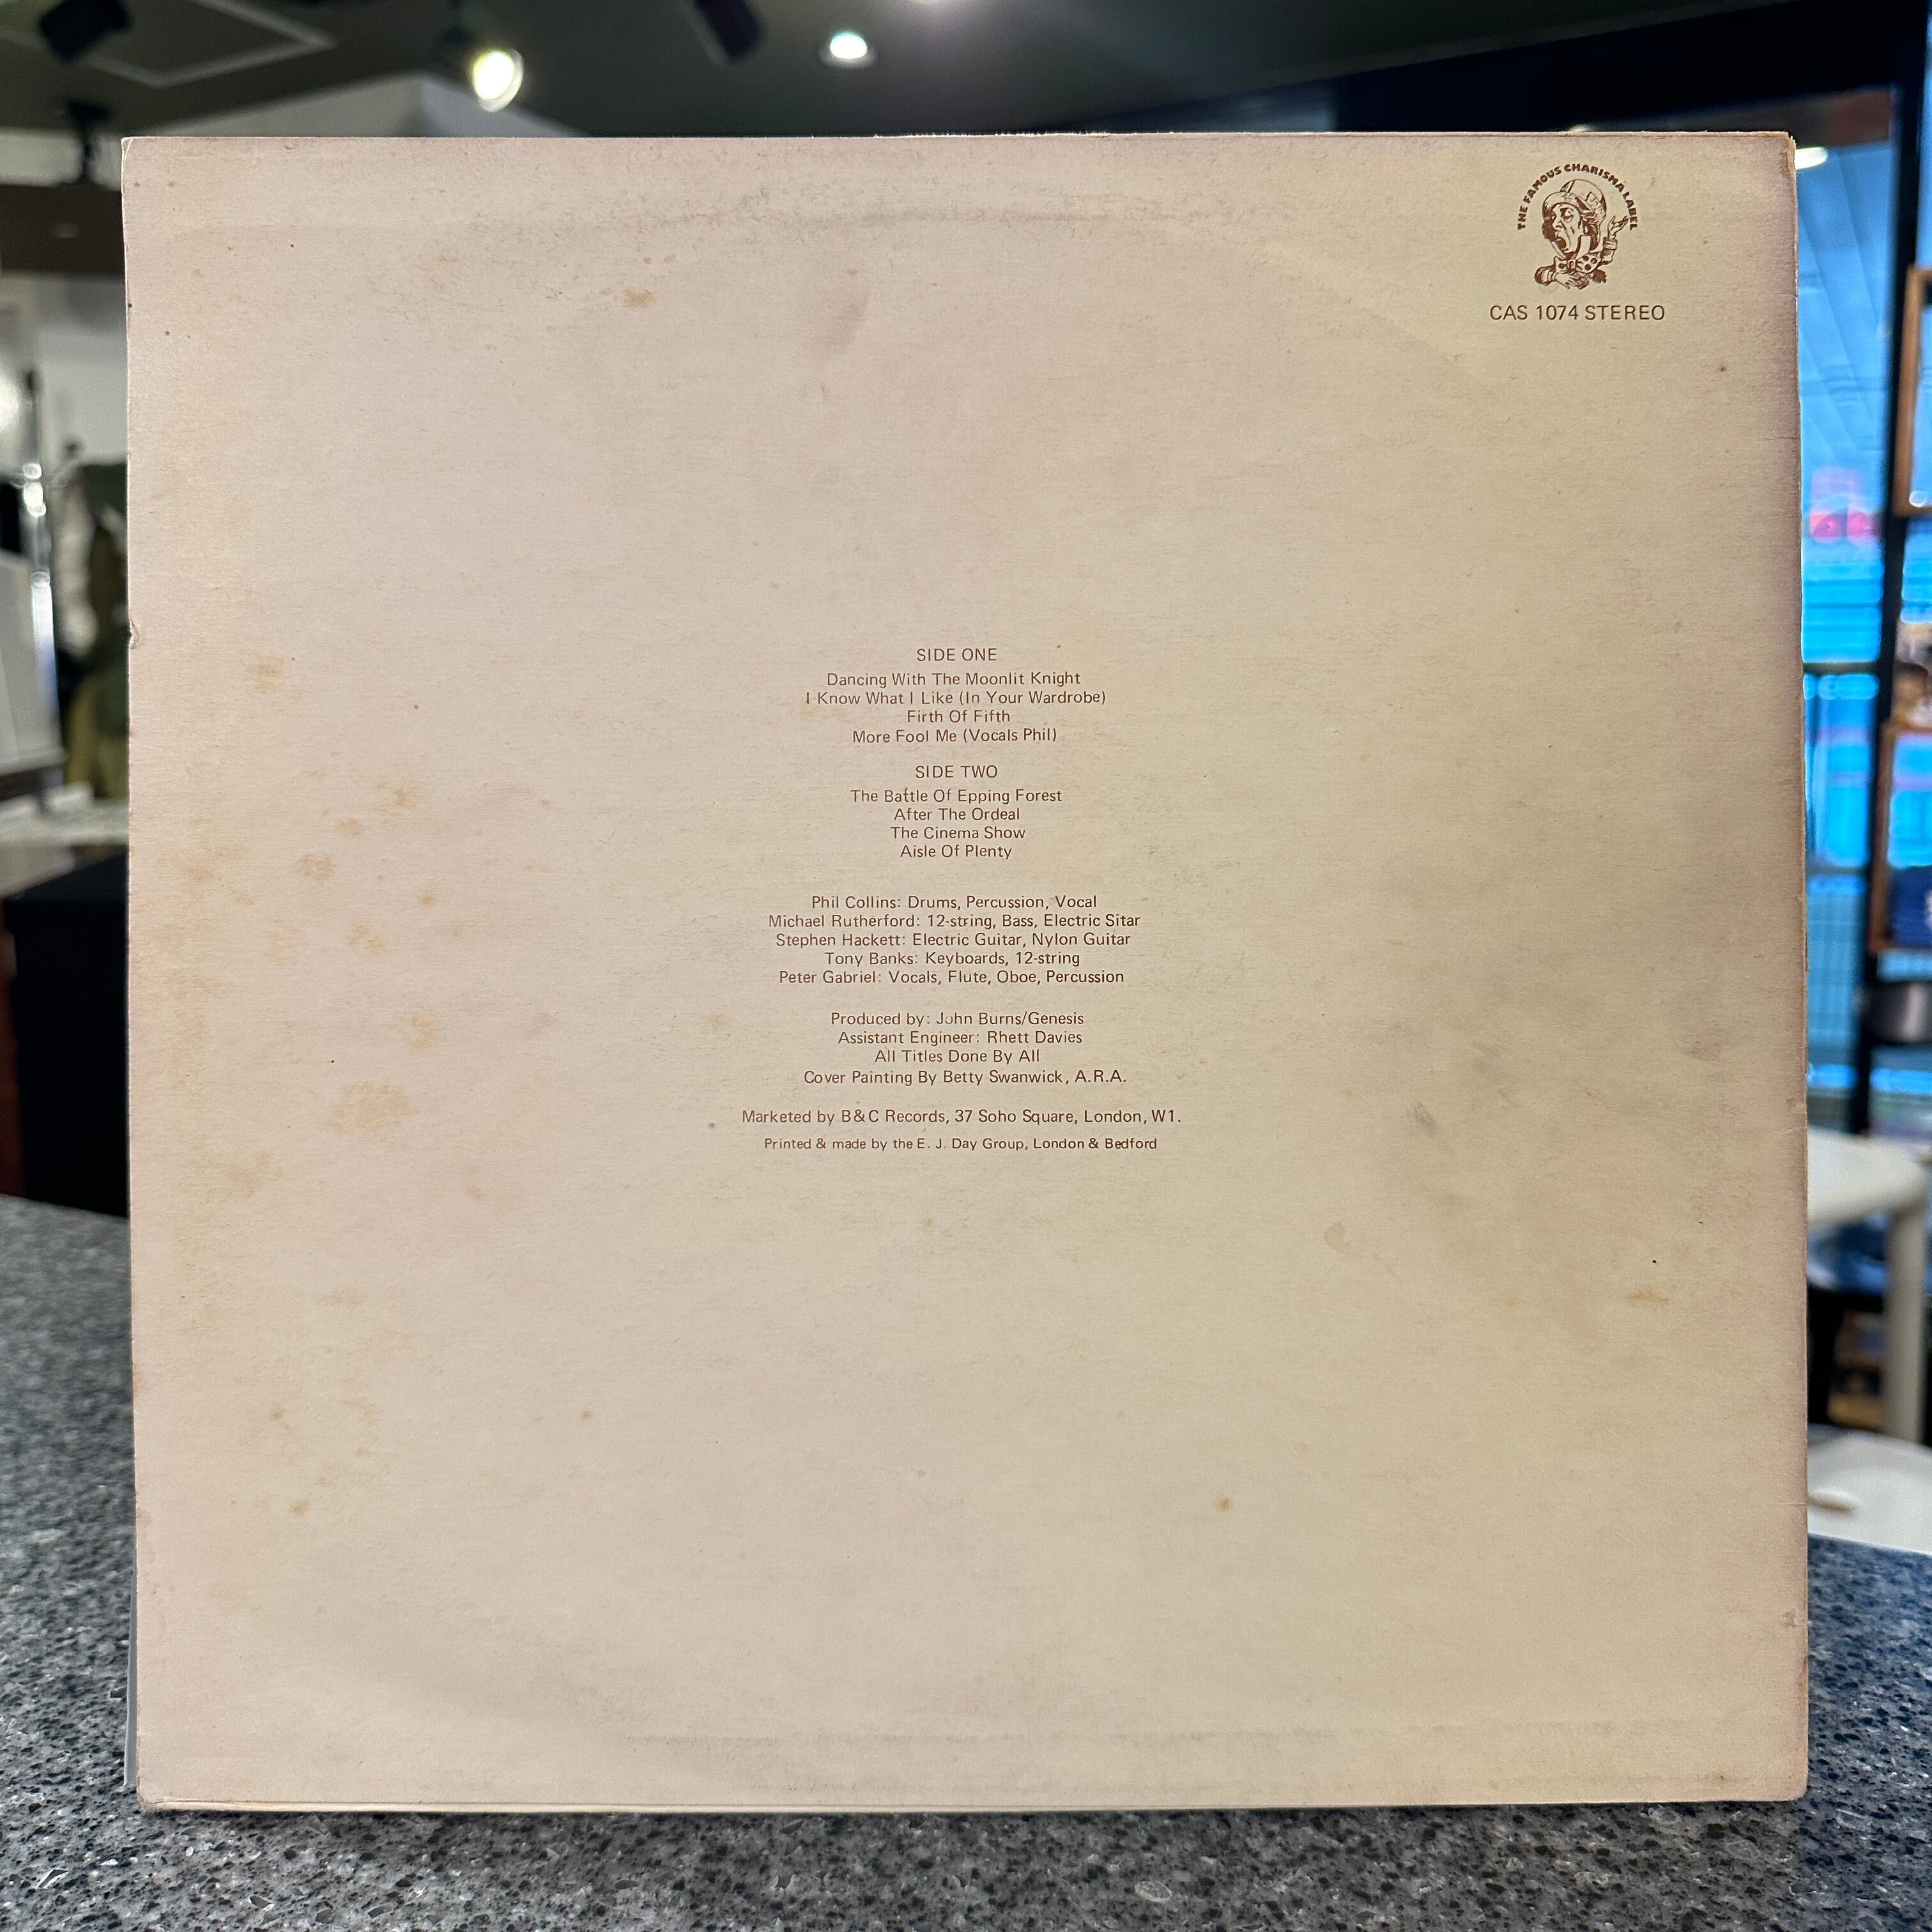 THE FAMOUS CHARISMA LABEL
CAS 1074 STEREO
SIDE ONE
Dancing With The Moonlit Knight
I Know What I Like (In Your Wardrobe)
Firth Of Fifth
More Fool Me (Vocals Phil)
SIDE TWO
The Battle Of Epping Forest
After The Ordeal
The Cinema Show
Aisle Of Plenty
Phil Collins: Drums, Percussion, Vocal
Michael Rutherford: 12-string, Bass, Electric Sitar
Stephen Hackett: Electric Guitar, Nylon Guitar
Tony Banks: Keyboards, 12-string
Peter Gabriel: Vocals, Flute, Oboe, Percussion
Produced by: John Burns/Genesis
Assistant Engineer: Rhett Davies
All Titles Done By All
Cover Painting By Betty Swanwick, A.R.A.
Marketed by B&C Records, 37 Soho Square, London, W1.
Printed & made by the E. J. Day Group, London & Bedford